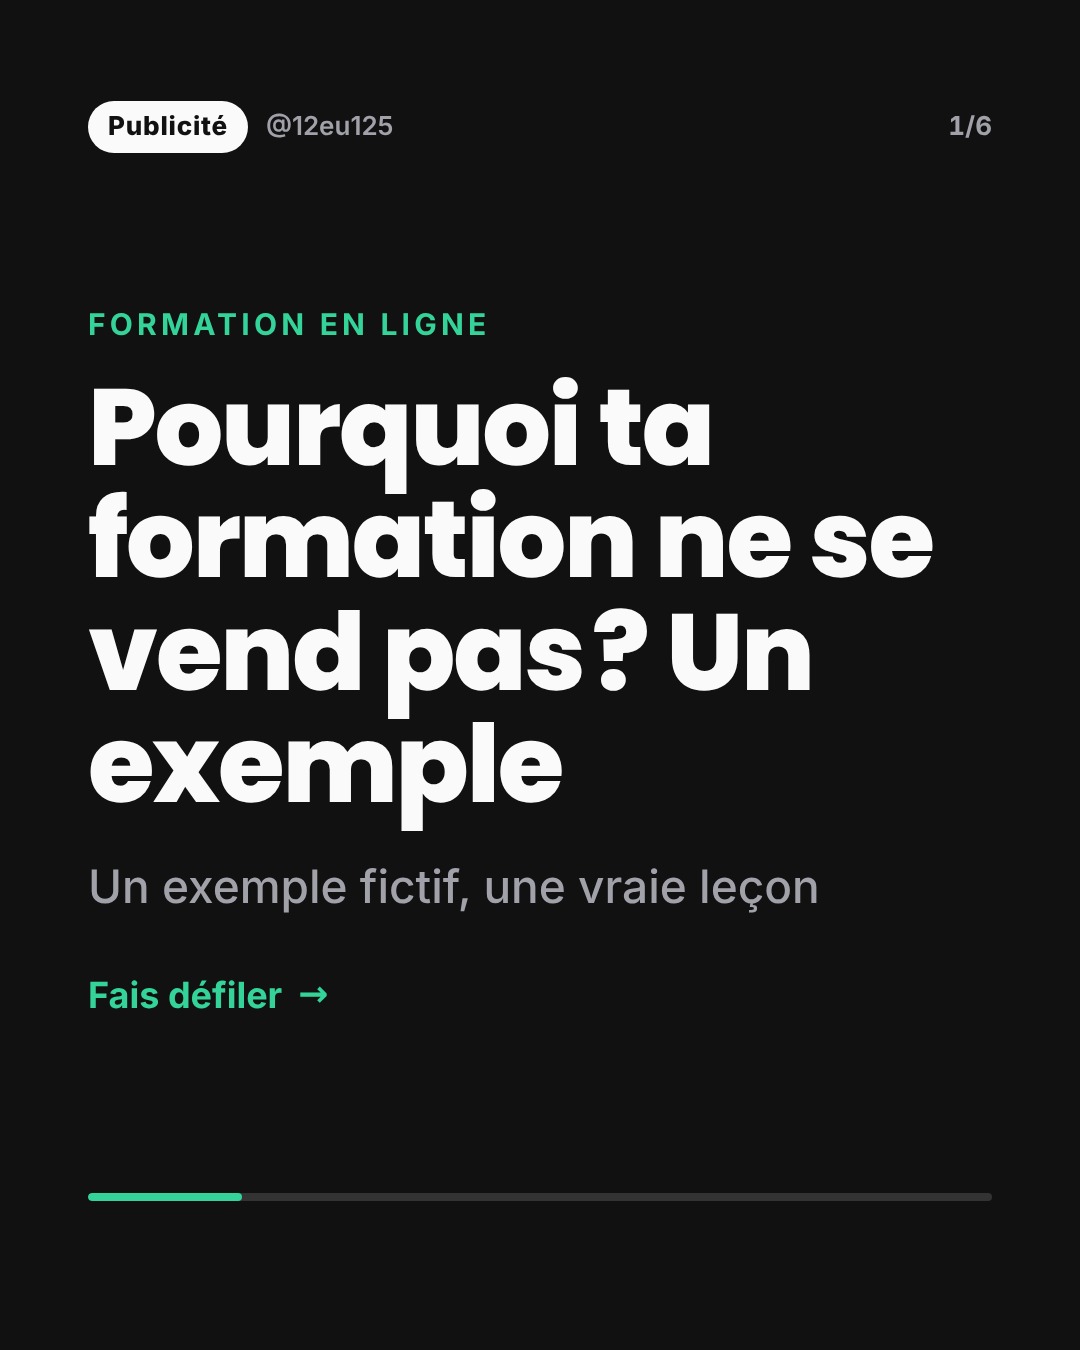 Publicité @12eu125 1/6
FORMATION EN LIGNE
Pourquoi ta
formation ne se
vend pas ? Un
exemple
Un exemple fictif, une vraie leçon
Fais défiler →